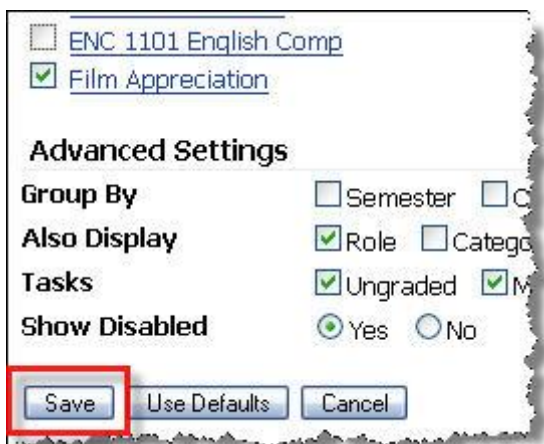 ENC 1101 English Comp
Film Appreciation
Advanced Settings
Group By Semester
Also Display Role
Tasks Ungraded
Show Disabled Yes No
Save Use Defaults Cancel